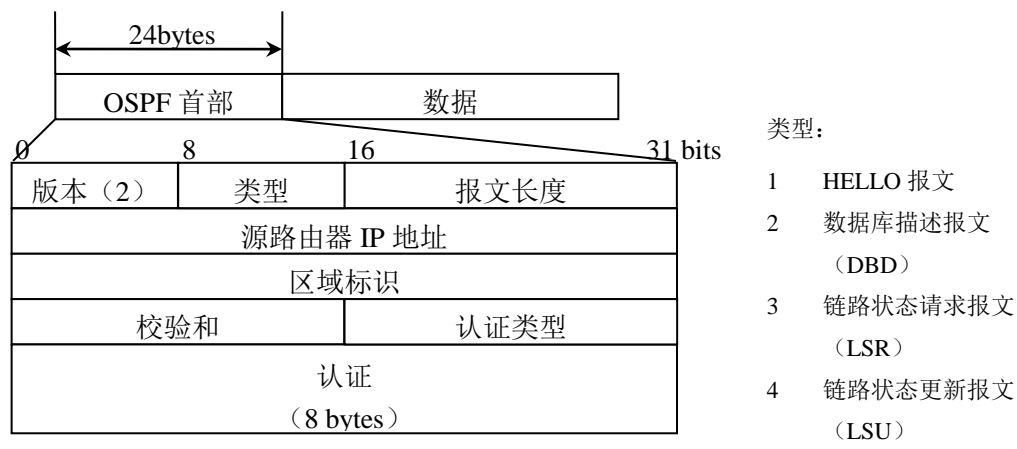 24bytes
OSPF 首部
数据
0 8 16 31 bits
版本（2） 类型 报文长度
源路由器 IP 地址
区域标识
校验和 认证类型
认证
（8 bytes）
类型：
1 HELLO 报文
2 数据库描述报文
（DBD）
3 链路状态请求报文
（LSR）
4 链路状态更新报文
（LSU）